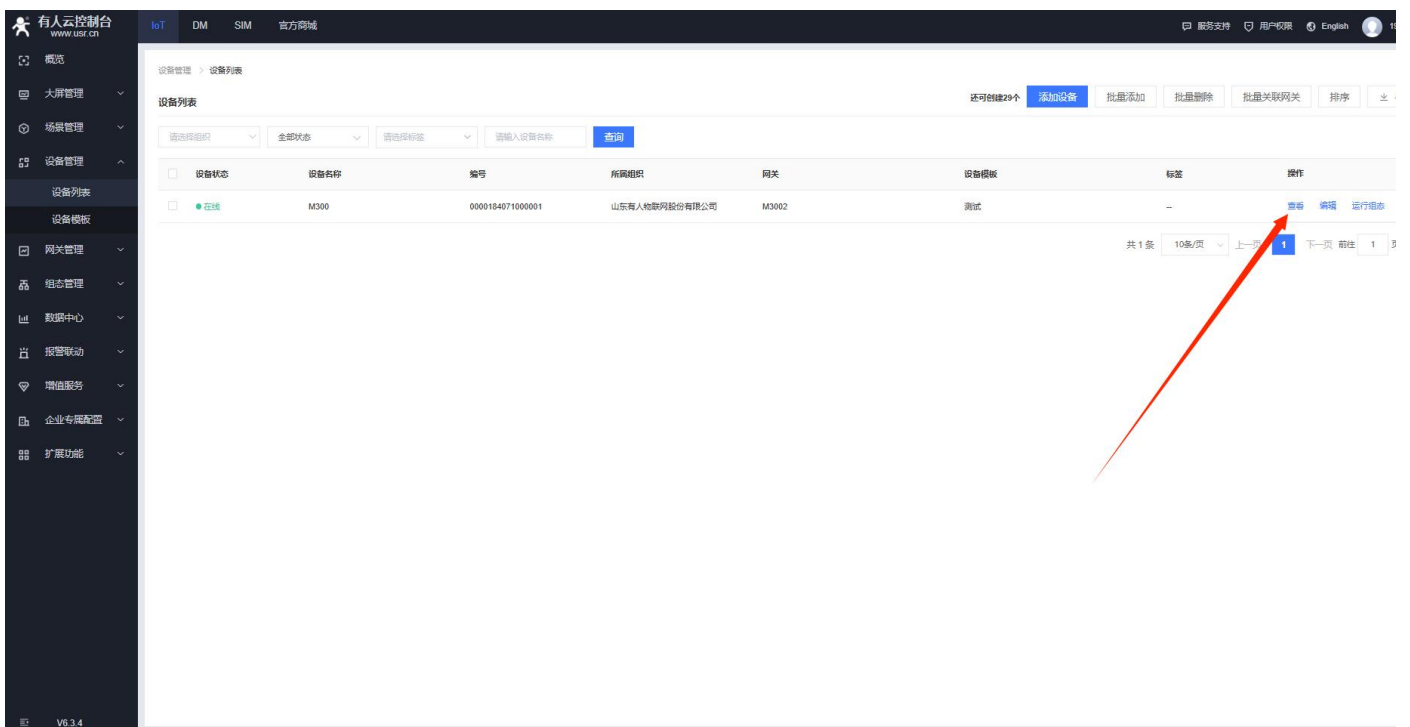 有人云控制台
www.usr.cn
IoT DM SIM 官方商城
服务支持 用户权限 English
概览
大屏管理
场景管理
设备管理
设备列表
设备模板
网关管理
组态管理
数据中心
报警联动
增值服务
企业专属配置
扩展功能
V6.3.4
设备管理 > 设备列表
设备列表
还可创建29个 添加设备 批量添加 批量删除 批量关联网关 排序
请选择组织 全部状态 请选择标签 请输入设备名称 查询
设备状态 设备名称 编号 所属组织 网关 设备模板 标签 操作
在线 M300 0000184071000001 山东有人物联网股份有限公司 M3002 测试 -- 查看 编辑 运行组态
共 1 条 10条/页 上一页 1 下一页 前往 1